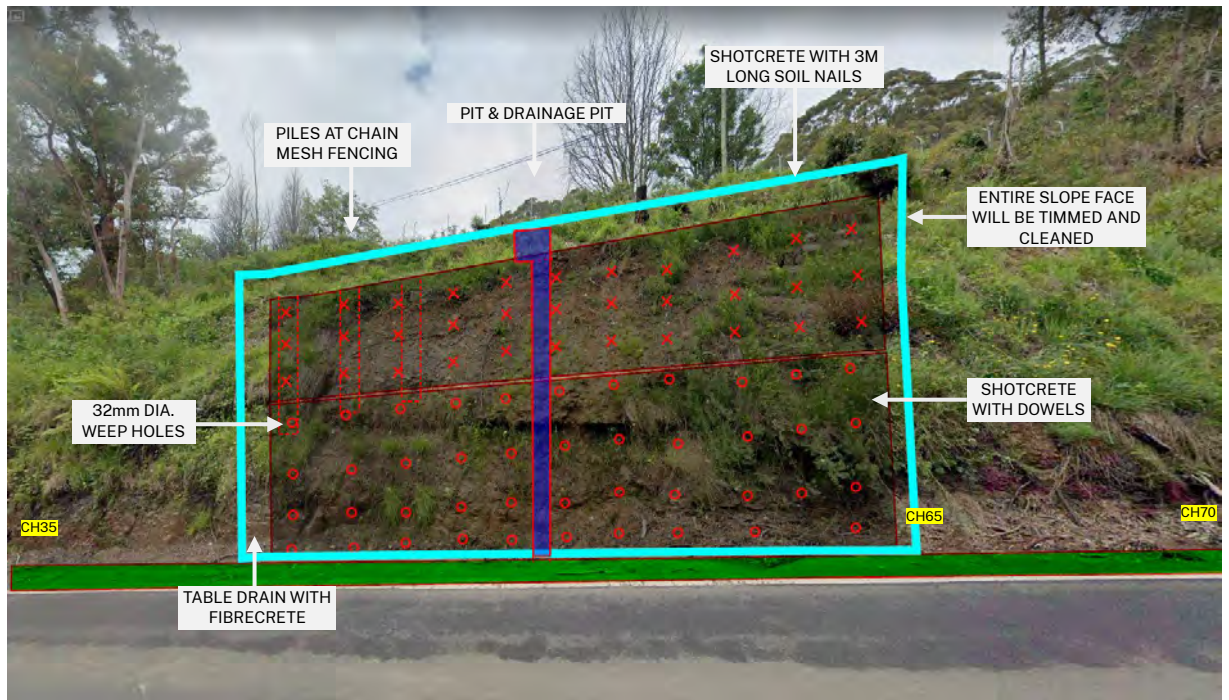 SHOTCRETE WITH 3M
LONG SOIL NAILS
PIT & DRAINAGE PIT
PILES AT CHAIN
MESH FENCING
ENTIRE SLOPE FACE
WILL BE TIMMED AND
CLEANED
SHOTCRETE
WITH DOWELS
32mm DIA.
WEEP HOLES
CH35
CH65
CH70
TABLE DRAIN WITH
FIBRECRETE